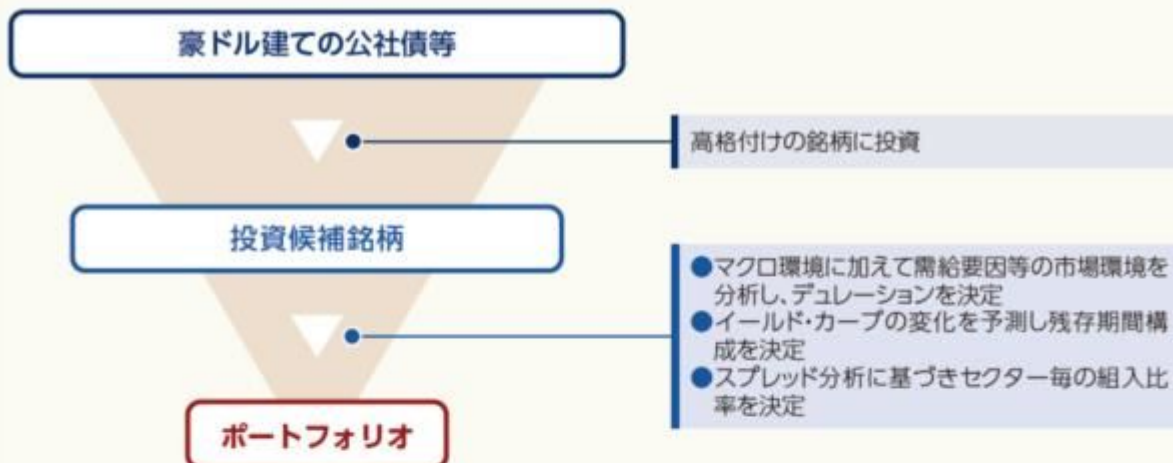 豪ドル建ての公社債等
高格付けの銘柄に投資
投資候補銘柄
●マクロ環境に加えて需給要因等の市場環境を
分析し、デュレーションを決定
●イールド・カーブの変化を予測し残存期間構
成を決定
●スプレッド分析に基づきセクター毎の組入比
率を決定
ポートフォリオ